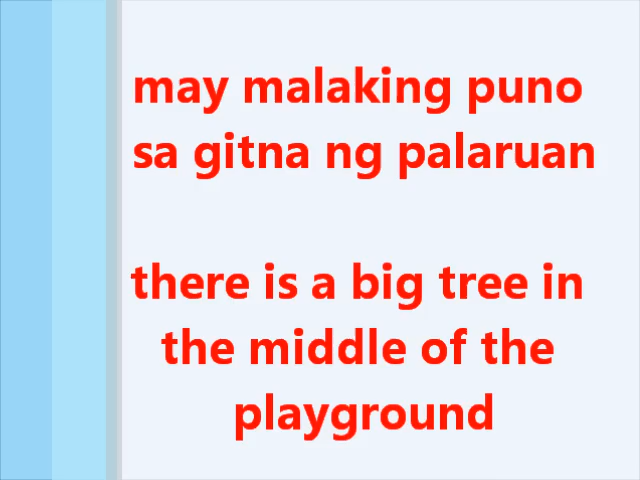 may malaking puno
sa gitna ng palaruan
there is a big tree in
the middle of the
playground